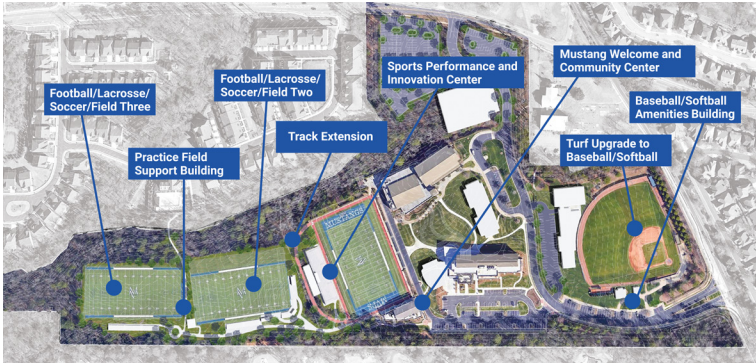 Football/Lacrosse/
Soccer/Field Three
Practice Field
Support Building
Football/Lacrosse/
Soccer/Field Two
Track Extension
Sports Performance and
Innovation Center
Mustang Welcome and
Community Center
Baseball/Softball
Amenities Building
Turf Upgrade to
Baseball/Softball
MUSTANGS